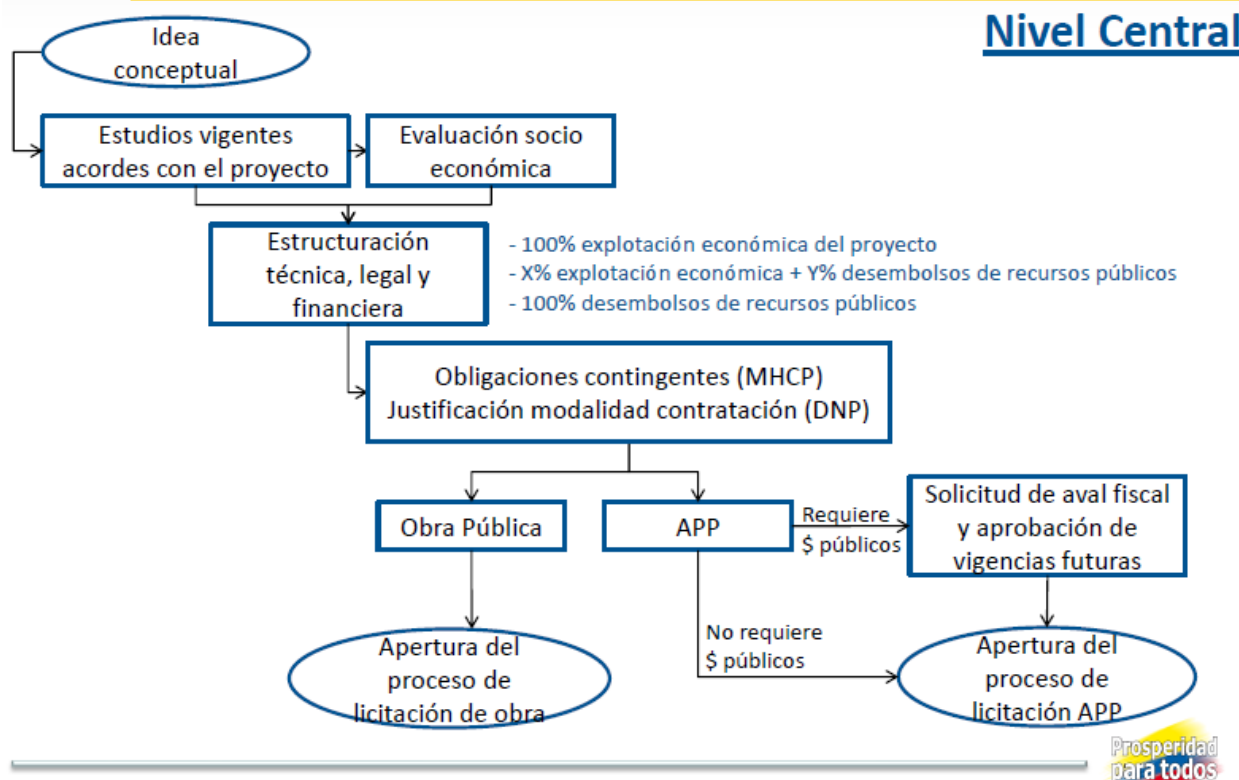 Nivel Central
Idea
conceptual
Estudios vigentes
acordes con el proyecto
Evaluación socio
económica
Estructuración
técnica, legal y
financiera
- 100% explotación económica del proyecto
- X% explotación económica + Y% desembolsos de recursos públicos
- 100% desembolsos de recursos públicos
Obligaciones contingentes (MHCP)
Justificación modalidad contratación (DNP)
Obra Pública
APP
Requiere
$ públicos
Solicitud de aval fiscal
y aprobación de
vigencias futuras
No requiere
$ públicos
Apertura del
proceso de
licitación de obra
Apertura del
proceso de
licitación APP
Prosperidad
para todos